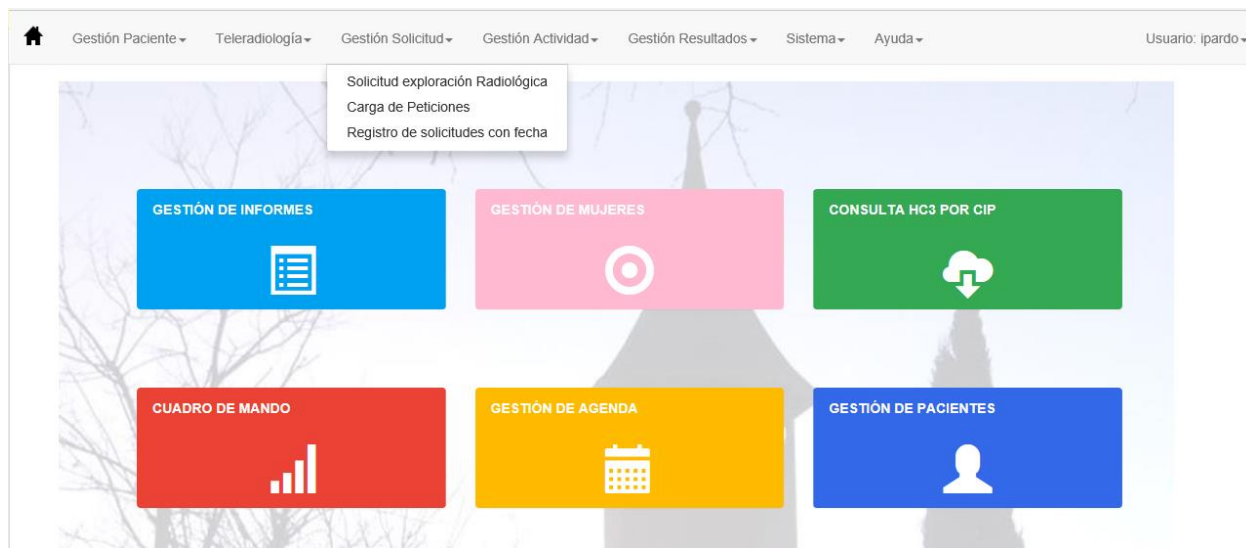 Gestión Paciente Teleradiología Gestión Solicitud Gestión Actividad Gestión Resultados Sistema Ayuda Usuario: ipardo
Solicitud exploración Radiológica
Carga de Peticiones
Registro de solicitudes con fecha
GESTIÓN DE INFORMES GESTIÓN DE MUJERES CONSULTA HC3 POR CIP
CUADRO DE MANDO GESTIÓN DE AGENDA GESTIÓN DE PACIENTES